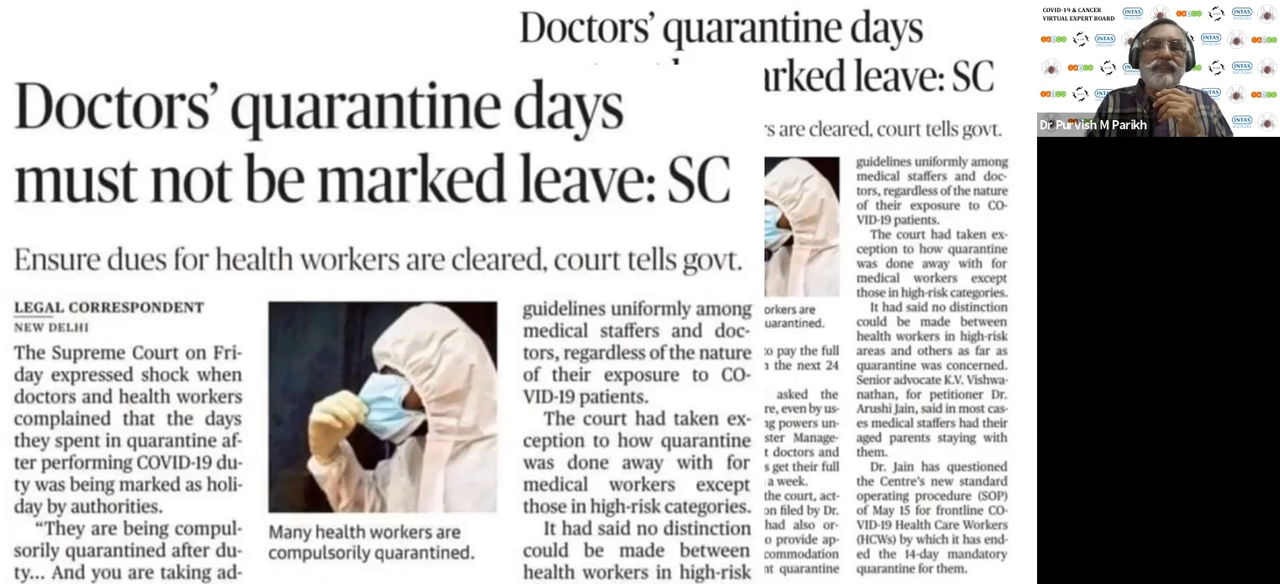 Doctors’ quarantine days
must not be marked leave: SC
Ensure dues for health workers are cleared, court tells govt.
LEGAL CORRESPONDENT
NEW DELHI
The Supreme Court on Fri-
day expressed shock when
doctors and health workers
complained that the days
they spent in quarantine af-
ter performing COVID-19 du-
ty was being marked as holi-
day by authorities.
“They are being compul-
sorily quarantined after du-
ty... And you are taking ad-
Many health workers are
compulsorily quarantined.
guidelines uniformly among
medical staffers and doc-
tors, regardless of the nature
of their exposure to CO-
VID-19 patients.
The court had taken ex-
ception to how quarantine
was done away with for
medical workers except
those in high-risk categories.
It had said no distinction
could be made between
health workers in high-risk
Doctors’ quarantine days
arked leave: SC
s are cleared, court tells govt.
orkers are
uarantined.
to pay the full
the next 24
asked the
re, even by us-
ng powers un-
ster Manage-
t doctors and
s get their full
a week.
the court, act-
on filed by Dr.
had also or-
o provide ap-
commodation
nt quarantine
guidelines uniformly among
medical staffers and doc-
tors, regardless of the nature
of their exposure to CO-
VID-19 patients.
The court had taken ex-
ception to how quarantine
was done away with for
medical workers except
those in high-risk categories.
It had said no distinction
could be made between
health workers in high-risk
areas and others as far as
quarantine was concerned.
Senior advocate K.V. Vishwa-
nathan, for petitioner Dr.
Arushi Jain, said in most cas-
es medical staffers had their
aged parents staying with
them.
Dr. Jain has questioned
the Centre’s new standard
operating procedure (SOP)
of May 15 for frontline CO-
VID-19 Health Care Workers
(HCWs) by which it has end-
ed the 14-day mandatory
quarantine for them.
COVID-19 & CANCER
VIRTUAL EXPERT BOARD
INTAS
Dr Purvish M Parikh